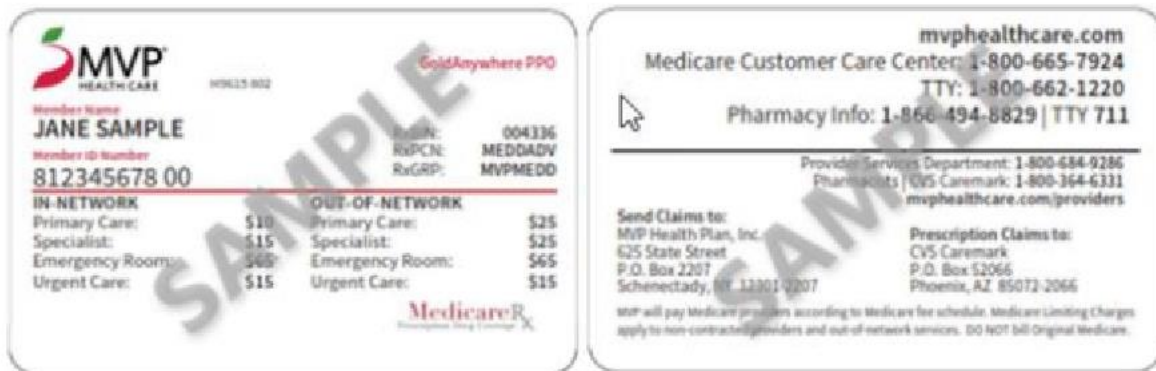 MVP
HEALTH CARE
GoldAnywhere PPO
Member Name
JANE SAMPLE
Member ID Number
812345678 00
RxBIN: 004336
RxPCN: MEDDADV
RxGRP: MVPMEDD
IN-NETWORK
Primary Care: $10
Specialist: $15
Emergency Room: $65
Urgent Care: $15
OUT-OF-NETWORK
Primary Care: $25
Specialist: $25
Emergency Room: $65
Urgent Care: $15
MedicareRx
Prescription Drug Coverage
SAMPLE
mvphealthcare.com
Medicare Customer Care Center: 1-800-665-7924
TTY: 1-800-662-1220
Pharmacy Info: 1-866-494-8829 | TTY 711
Provider Services Department: 1-800-684-9286
Pharmacists | CVS Caremark: 1-800-364-6331
mvphealthcare.com/providers
Send Claims to:
MVP Health Plan, Inc.
625 State Street
P.O. Box 2207
Schenectady, NY 12301-2207
Prescription Claims to:
CVS Caremark
P.O. Box 52066
Phoenix, AZ 85072-2066
MVP will pay Medicare providers according to Medicare fee schedule. Medicare Limiting Charges
apply to non-contracted providers and out-of-network services. DO NOT bill Original Medicare.
SAMPLE